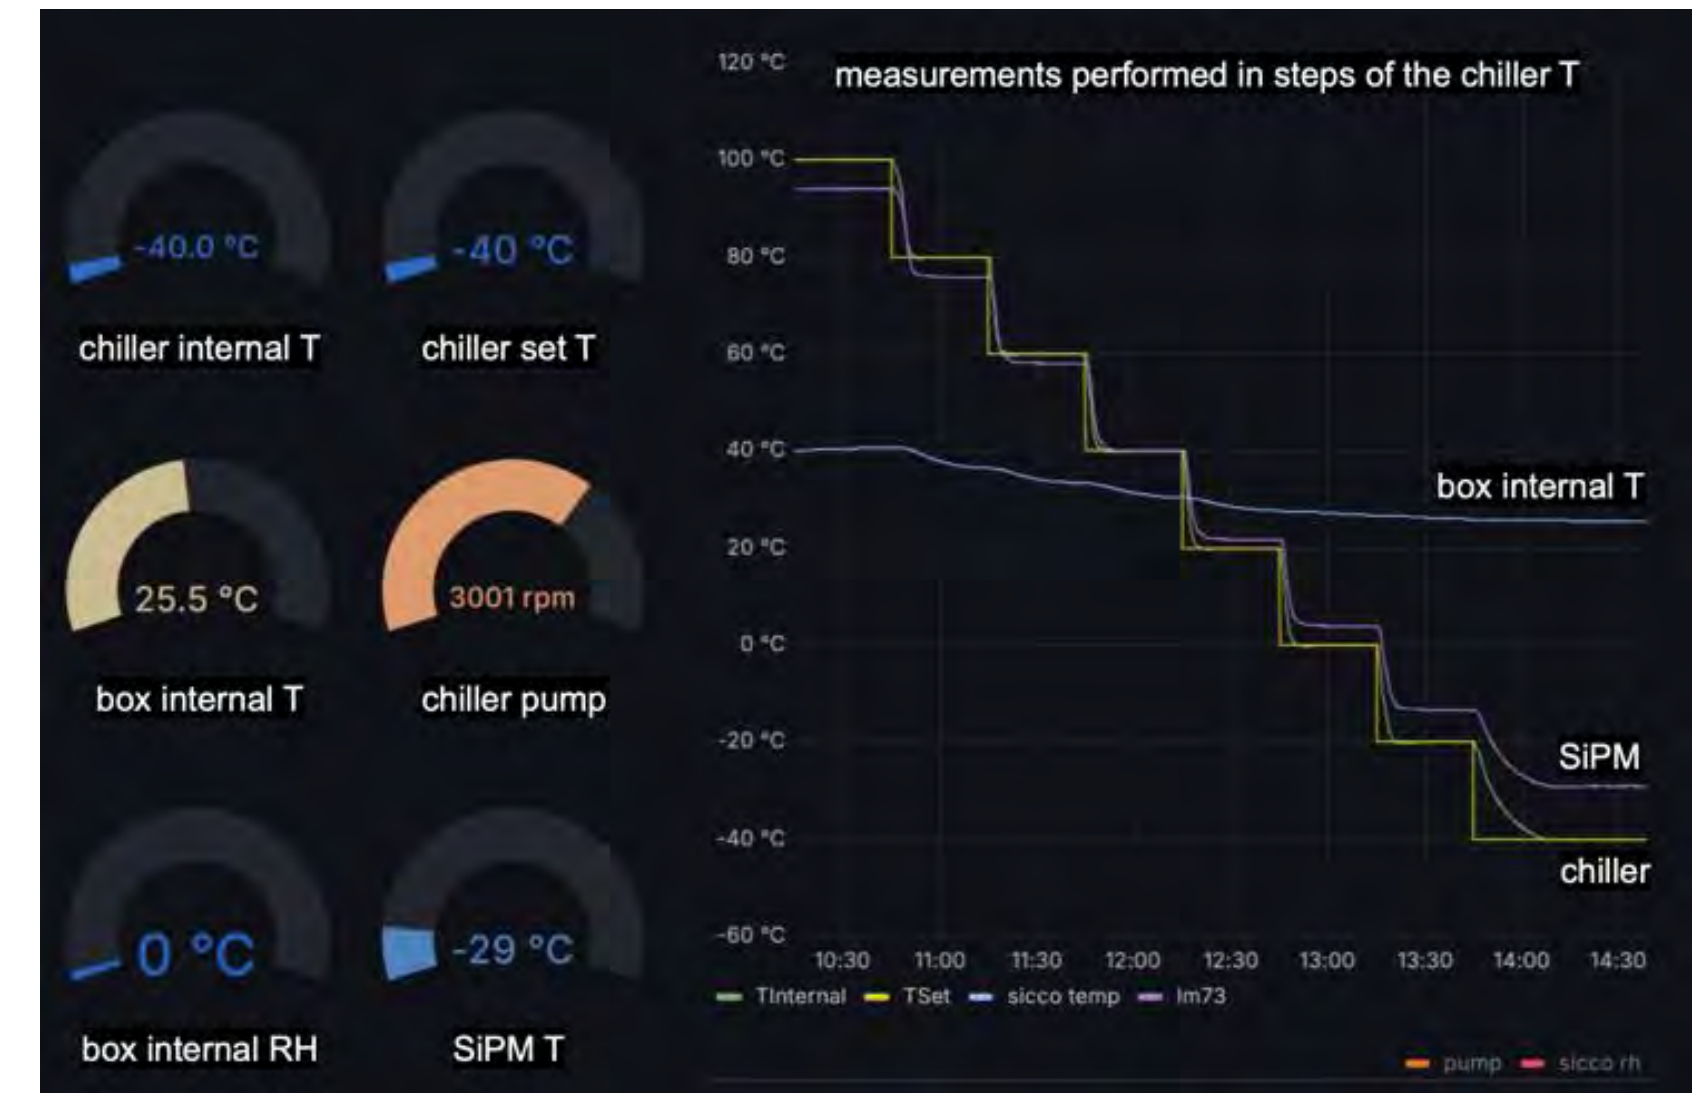 -40.0 °C
-40 °C
chiller internal T
chiller set T
25.5 °C
3001 rpm
box internal T
chiller pump
0 °C
-29 °C
box internal RH
SiPM T
measurements performed in steps of the chiller T
120 °C
100 °C
80 °C
60 °C
40 °C
20 °C
0 °C
-20 °C
-40 °C
-60 °C
box internal T
SiPM
chiller
10:30 11:00 11:30 12:00 12:30 13:00 13:30 14:00 14:30
TInternal TSet sicco temp lm73
pump sicco rh